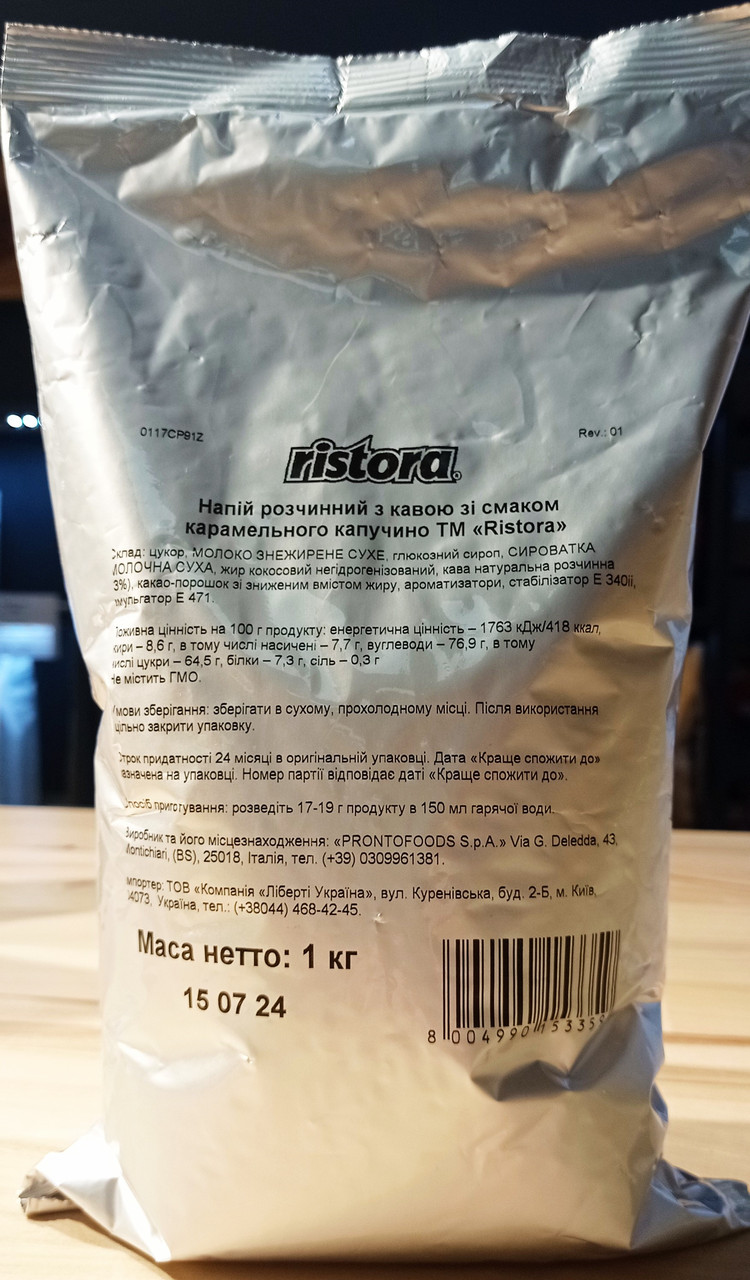 0117CP91Z
Rev.: 01
ristora
Напій розчинний з кавою зі смаком
карамельного капучино ТМ «Ristora»
Склад: цукор, МОЛОКО ЗНЕЖИРЕНЕ СУХЕ, глюкозний сироп, СИРОВАТКА
МОЛОЧНА СУХА, жир кокосовий негідрогенізований, кава натуральна розчинна
3%), какао-порошок зі зниженим вмістом жиру, ароматизатори, стабілізатор Е 340ii,
емульгатор Е 471.
Поживна цінність на 100 г продукту: енергетична цінність – 1763 кДж/418 ккал,
жири – 8,6 г, в тому числі насичені – 7,7 г, вуглеводи – 76,9 г, в тому
числі цукри – 64,5 г, білки – 7,3 г, сіль – 0,3 г
Не містить ГМО.
Умови зберігання: зберігати в сухому, прохолодному місці. Після використання
щільно закрити упаковку.
Строк придатності 24 місяці в оригінальній упаковці. Дата «Краще спожити до»
зазначена на упаковці. Номер партії відповідає даті «Краще спожити до».
Спосіб приготування: розведіть 17-19 г продукту в 150 мл гарячої води.
Виробник та його місцезнаходження: «PRONTOFOODS S.p.A.» Via G. Deledda, 43,
Montichiari, (BS), 25018, Італія, тел. (+39) 0309961381.
Імпортер: ТОВ «Компанія «Ліберті Україна», вул. Куренівська, буд. 2-Б, м. Київ,
04073, Україна, тел.: (+38044) 468-42-45.
Маса нетто: 1 кг
15 07 24
8 004990 15335